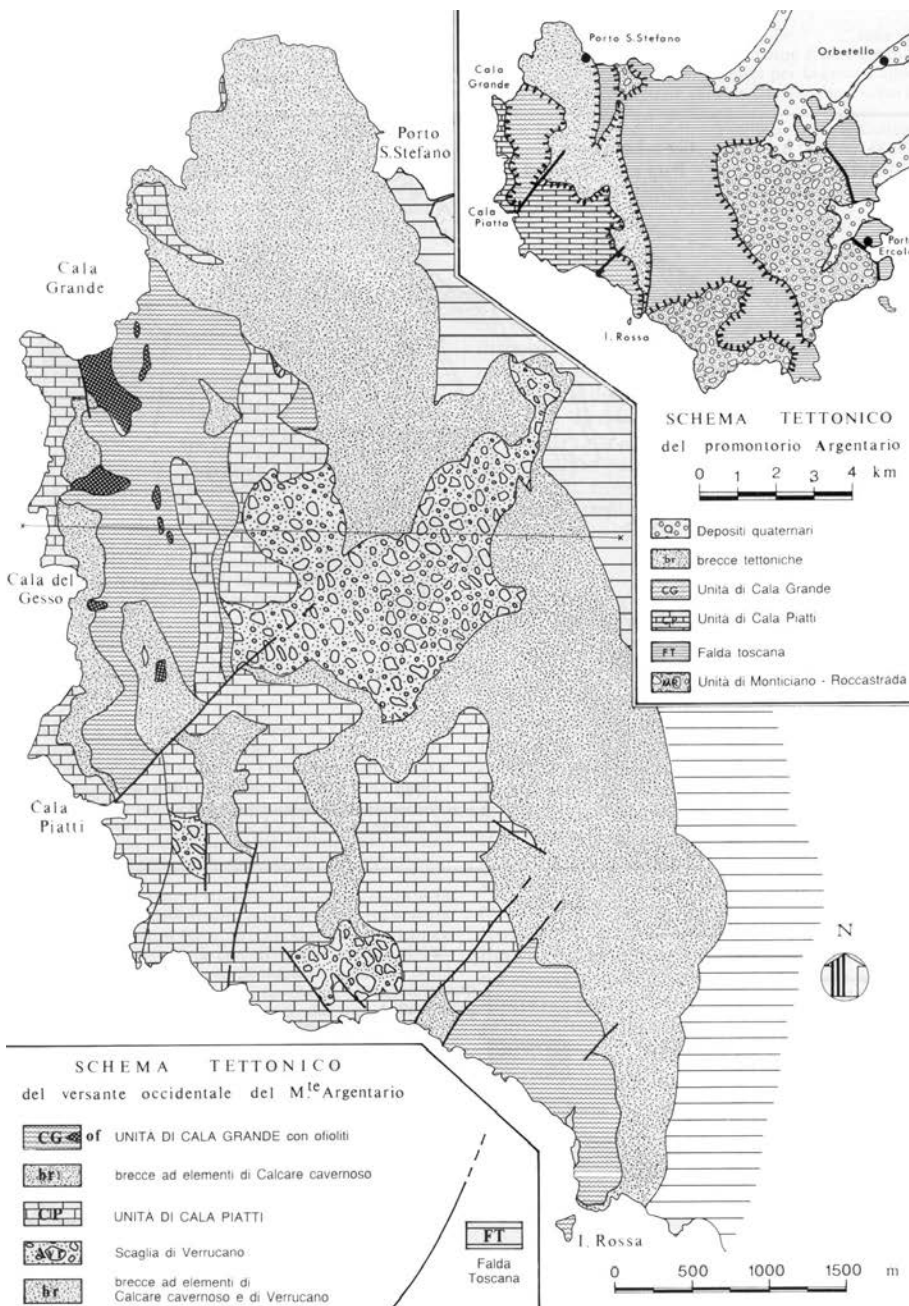 Porto S.Stefano
Orbetello
Cala
Grande
Cala
Piatta
I. Rossa
Porto
Ercole
Porto
S.Stefano
Cala
Grande
Cala del
Gesso
Cala
Piatti
I. Rossa
N
SCHEMA TETTONICO
del promontorio Argentario
0 1 2 3 4 km
Depositi quaternari
br brecce tettoniche
CG Unità di Cala Grande
CP Unità di Cala Piatti
FT Falda toscana
MR Unità di Monticiano - Roccastrada
SCHEMA TETTONICO
del versante occidentale del M.te Argentario
CG of UNITÀ DI CALA GRANDE con ofioliti
br1 brecce ad elementi di Calcare cavernoso
CP UNITÀ DI CALA PIATTI
Avr Scaglia di Verrucano
br brecce ad elementi di
Calcare cavernoso e di Verrucano
FT
Falda
Toscana
0 500 1000 1500 m